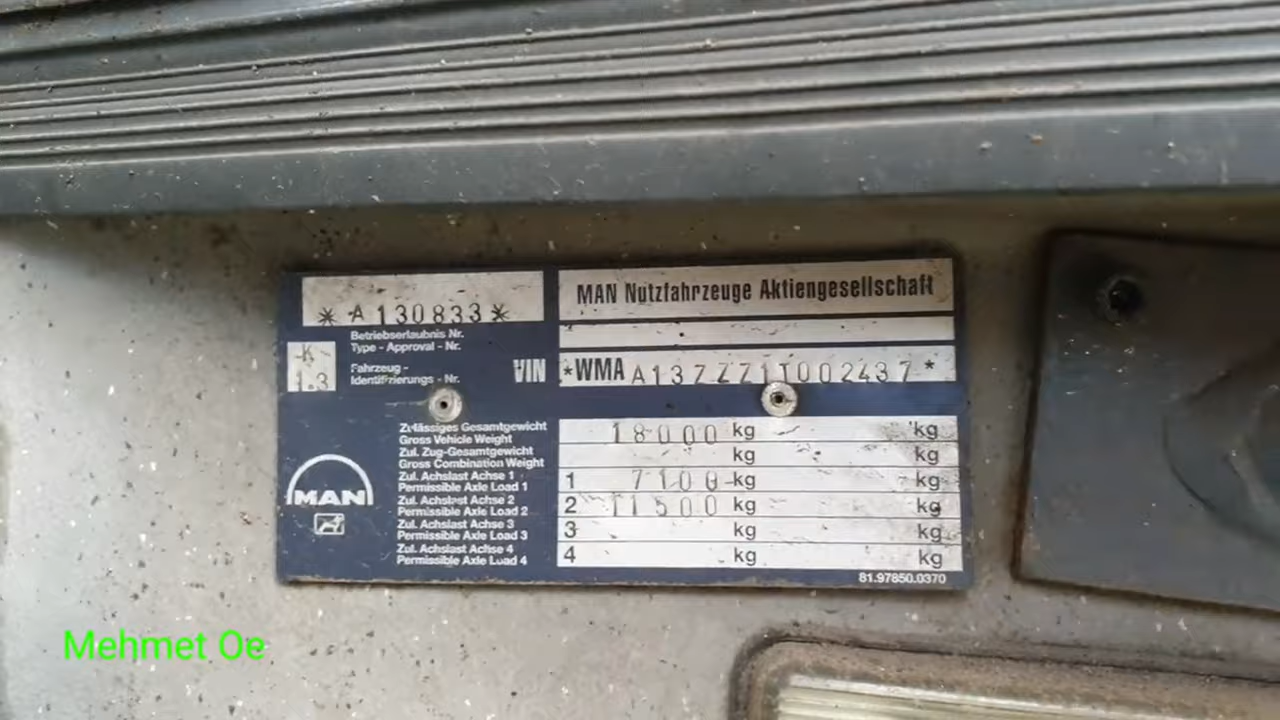 * A 130833 *
Betriebserlaubnis Nr.
Type - Approval - Nr.
K
1.3
Fahrzeug -
Identifizierungs - Nr.
VIN
MAN Nutzfahrzeuge Aktiengesellschaft
*WMA A137ZZ1T002437*
Zulässiges Gesamtgewicht
Gross Vehicle Weight
18000 kg kg
Zul. Zug-Gesamtgewicht
Gross Combination Weight
kg kg
Zul. Achslast Achse 1
Permissible Axle Load 1
1 7100 kg kg
Zul. Achslast Achse 2
Permissible Axle Load 2
2 11500 kg kg
Zul. Achslast Achse 3
Permissible Axle Load 3
3 kg kg
Zul. Achslast Achse 4
Permissible Axle Load 4
4 kg kg
MAN
81.97850.0370
Mehmet Oe